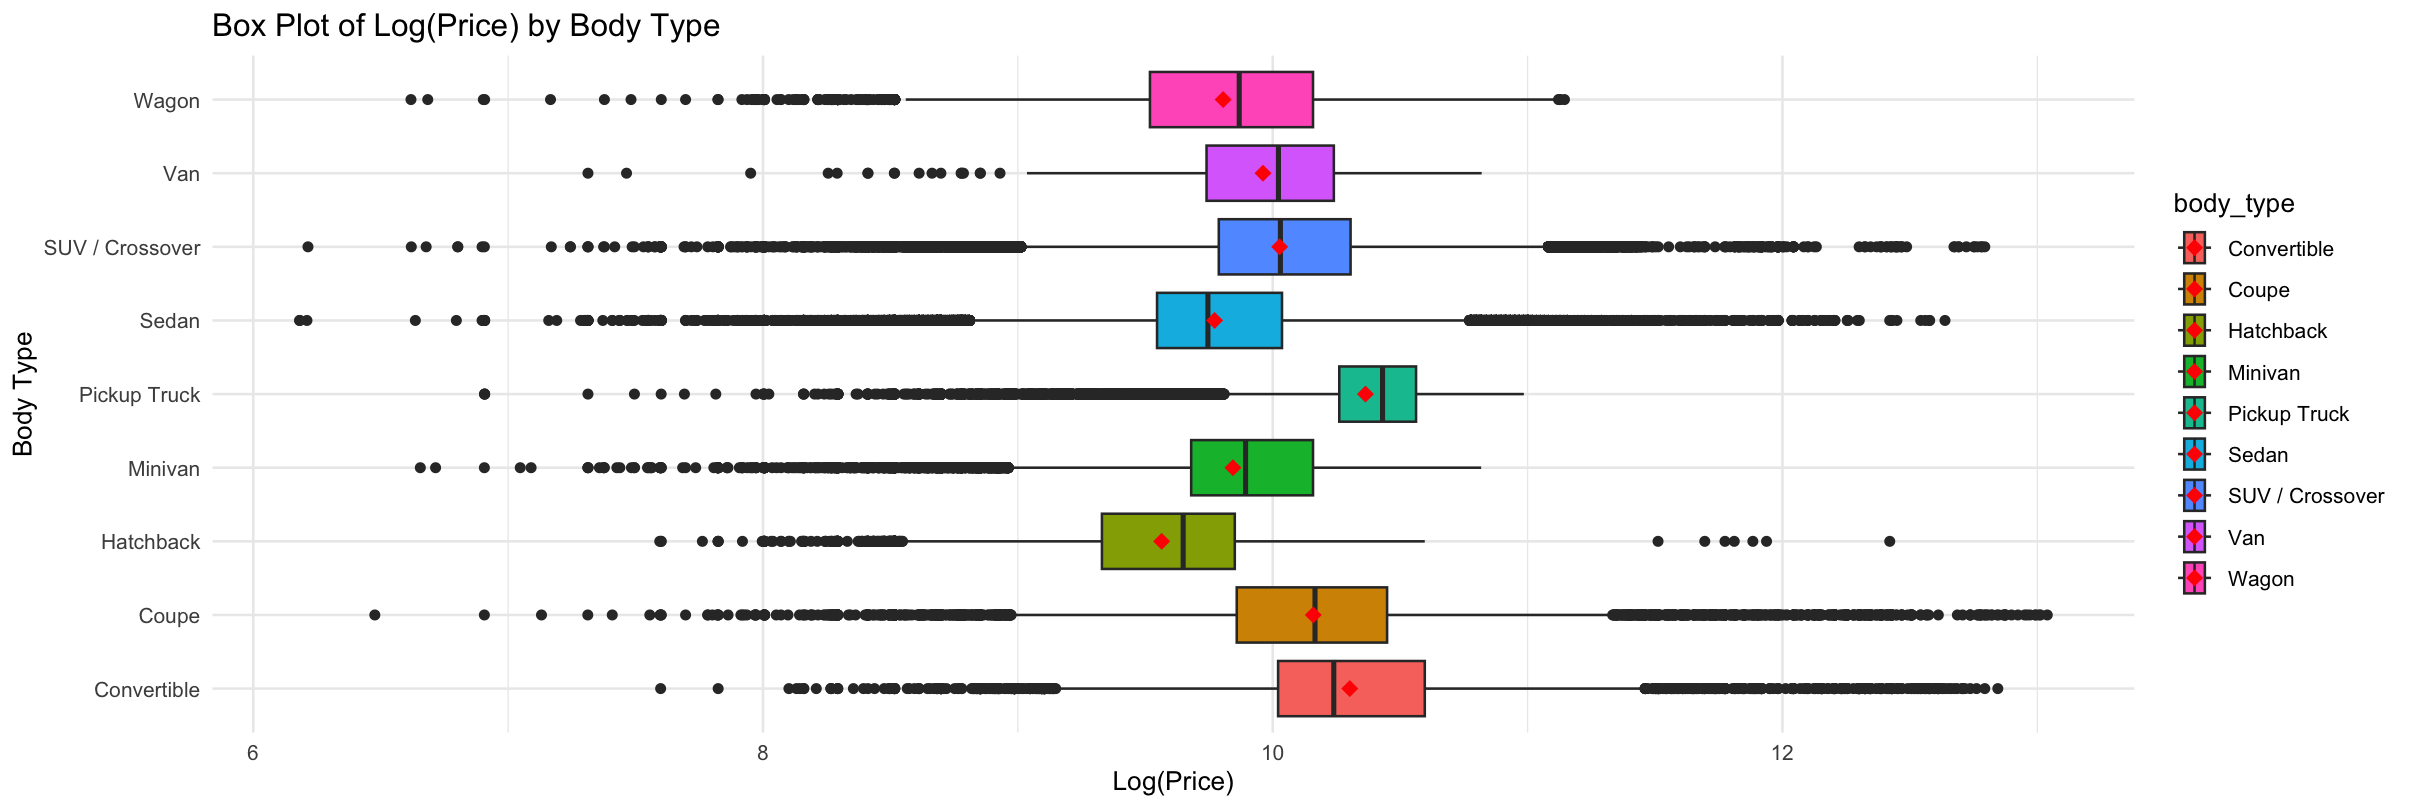 Box Plot of Log(Price) by Body Type
Body Type
Wagon
Van
SUV / Crossover
Sedan
Pickup Truck
Minivan
Hatchback
Coupe
Convertible
6 8 10 12
Log(Price)
body_type
Convertible
Coupe
Hatchback
Minivan
Pickup Truck
Sedan
SUV / Crossover
Van
Wagon